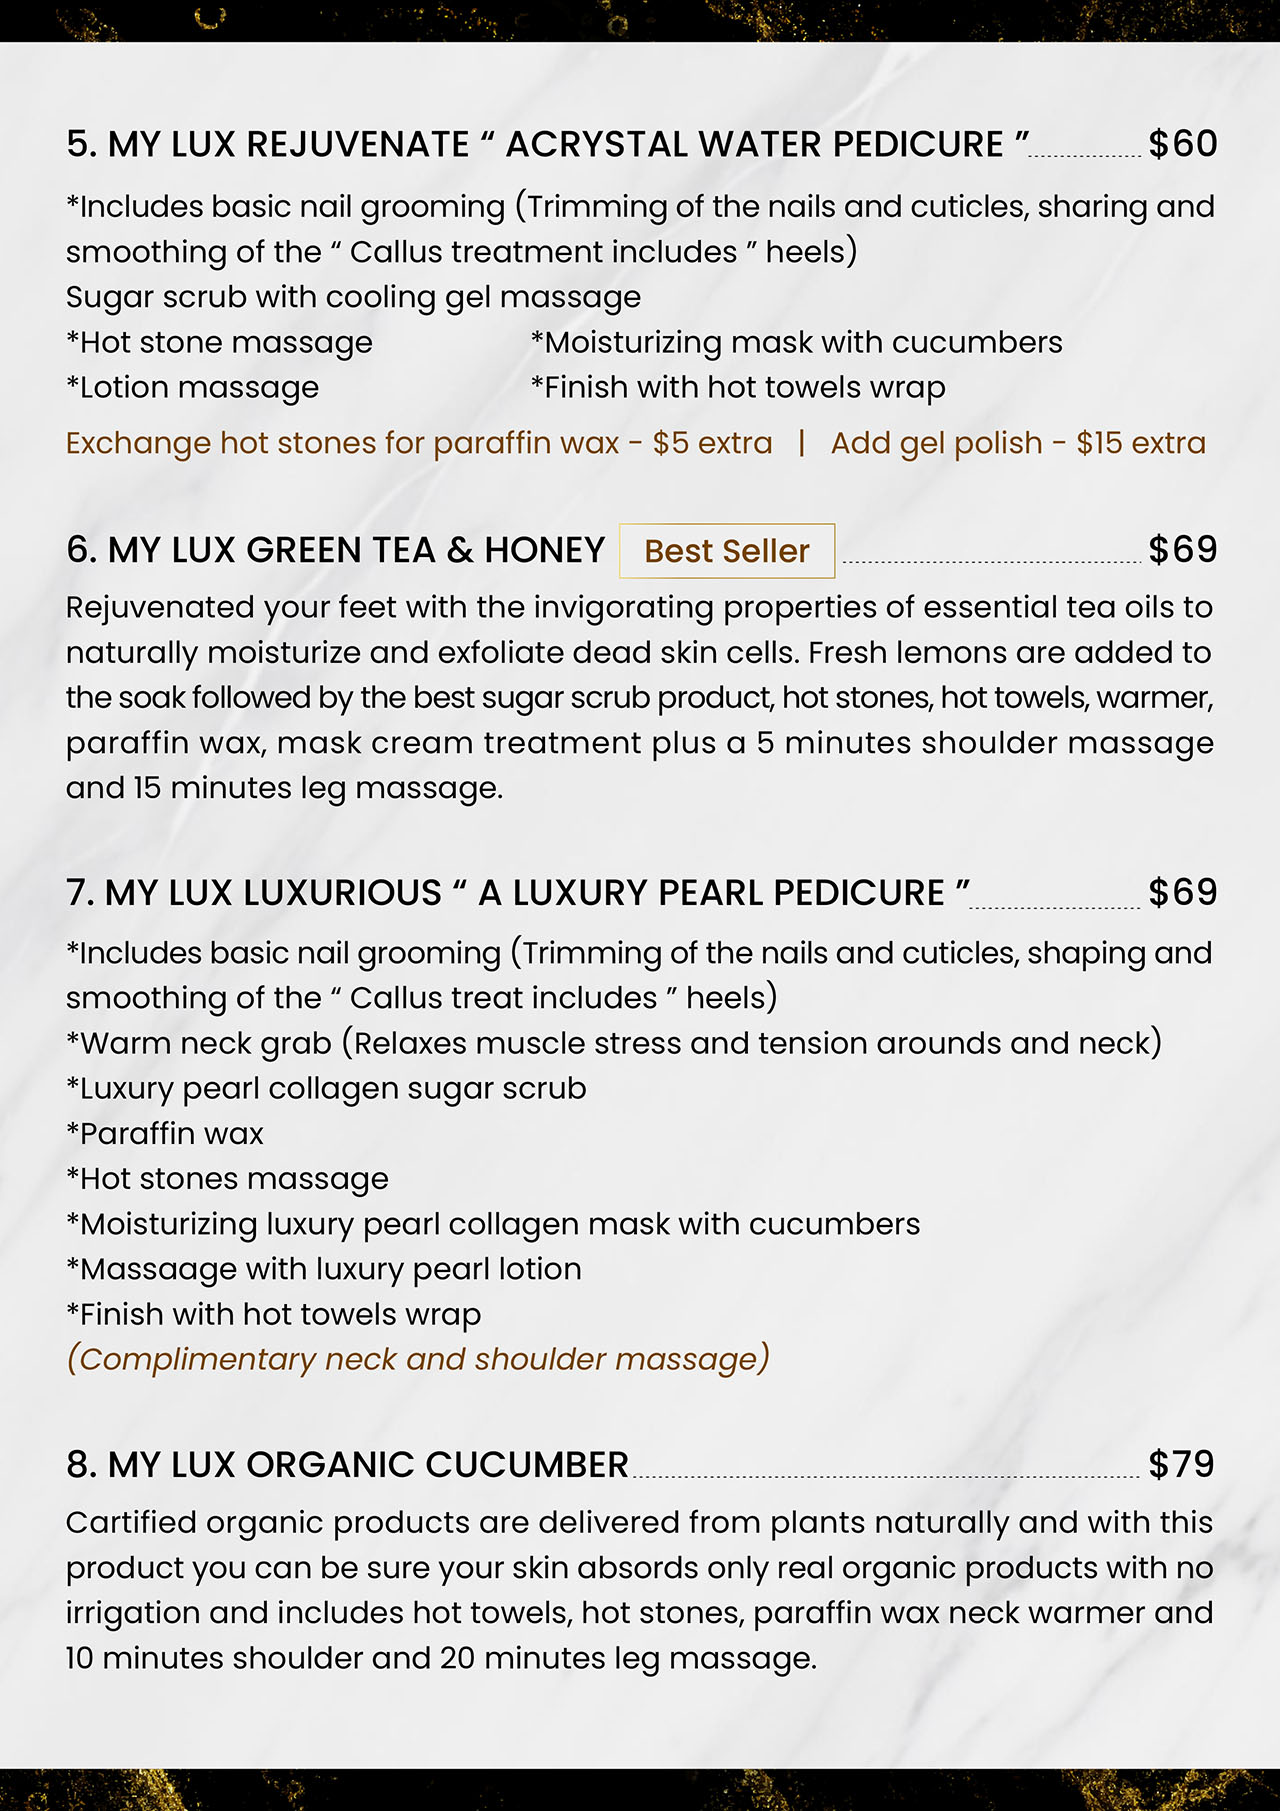 5. MY LUX REJUVENATE “ ACRYSTAL WATER PEDICURE ” $60
*Includes basic nail grooming (Trimming of the nails and cuticles, sharing and
smoothing of the “ Callus treatment includes ” heels)
Sugar scrub with cooling gel massage
*Hot stone massage *Moisturizing mask with cucumbers
*Lotion massage *Finish with hot towels wrap
Exchange hot stones for paraffin wax - $5 extra | Add gel polish - $15 extra
6. MY LUX GREEN TEA & HONEY Best Seller $69
Rejuvenated your feet with the invigorating properties of essential tea oils to
naturally moisturize and exfoliate dead skin cells. Fresh lemons are added to
the soak followed by the best sugar scrub product, hot stones, hot towels, warmer,
paraffin wax, mask cream treatment plus a 5 minutes shoulder massage
and 15 minutes leg massage.
7. MY LUX LUXURIOUS “ A LUXURY PEARL PEDICURE ” $69
*Includes basic nail grooming (Trimming of the nails and cuticles, shaping and
smoothing of the “ Callus treat includes ” heels)
*Warm neck grab (Relaxes muscle stress and tension arounds and neck)
*Luxury pearl collagen sugar scrub
*Paraffin wax
*Hot stones massage
*Moisturizing luxury pearl collagen mask with cucumbers
*Massaage with luxury pearl lotion
*Finish with hot towels wrap
(Complimentary neck and shoulder massage)
8. MY LUX ORGANIC CUCUMBER $79
Cartified organic products are delivered from plants naturally and with this
product you can be sure your skin absords only real organic products with no
irrigation and includes hot towels, hot stones, paraffin wax neck warmer and
10 minutes shoulder and 20 minutes leg massage.